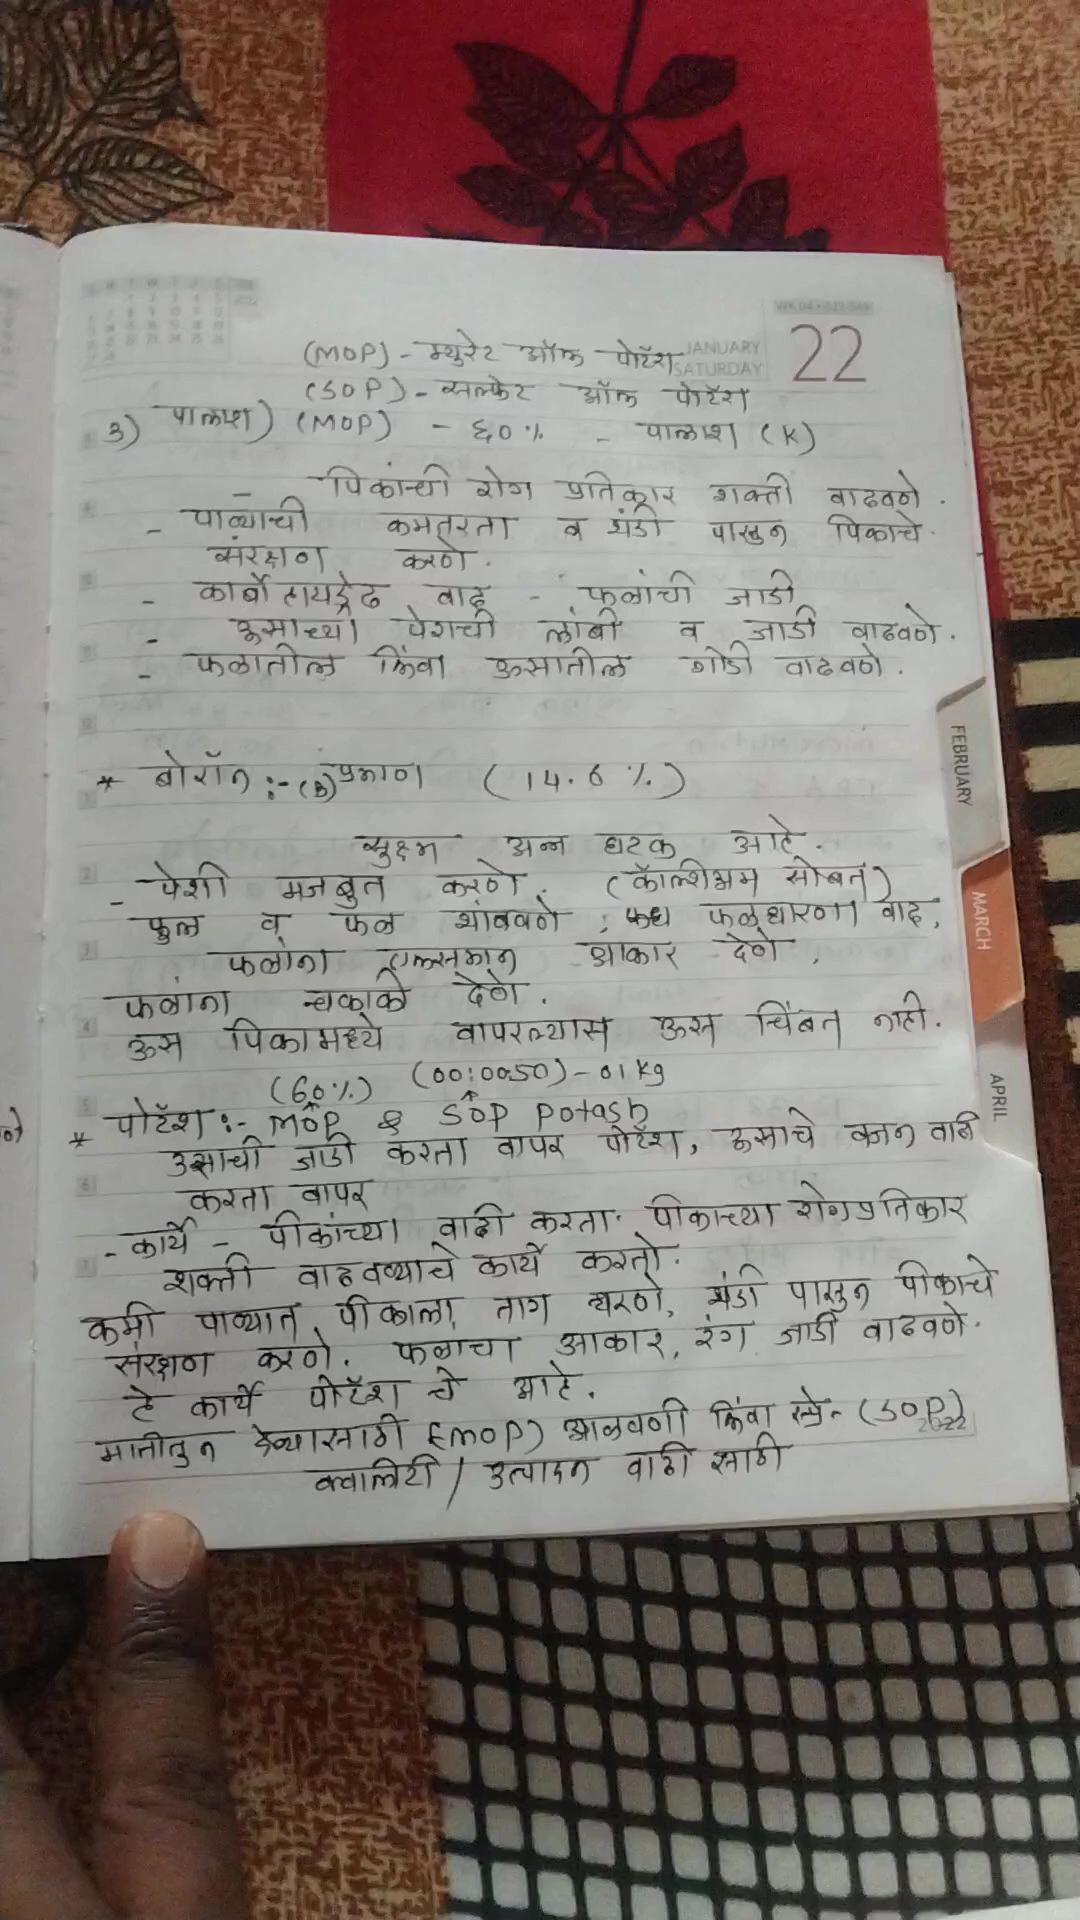 JANUARY
SATURDAY
22
(MOP) - म्युरेट ऑफ पोटॅश
(SOP) - सल्फेट ऑफ पोटॅश
3) पालाश) (MOP) - ६०% - पालाश (K)
- पिकांची रोग प्रतिकार शक्ती वाढवणे.
- पाण्याची कमतरता व थंडी पासुन पिकाचे
संरक्षण करणे.
- कार्बोहायड्रेट वाढ - फळांची जाडी
- ऊसाच्या पेराची लांबी व जाडी वाढवणे.
- फळातील किंवा ऊसातील गोडी वाढवणे.
* बोरॉन :- (B) प्रमाण (14.6 %)
सुक्ष्म अन्न घटक आहे.
- पेशी मजबुत करणे. (कॅल्शीअम सोबत)
फुल व फळ थांबवणे, फळधारणा वाढ,
फळांना आकार देणे,
फळांना चकाकी देणे.
ऊस पिकामध्ये वापरल्यास ऊस चिंबत नाही.
(60%) (00:00:50) - 01 kg
* पोटॅश :- MOP & SOP potash
उसाची जाडी करता वापर पोटॅश, ऊसाचे वजन वाढी
करता वापर
- कार्ये - पीकांच्या वाढी करता. पीकाच्या रोगप्रतिकार
शक्ती वाढवण्याचे कार्ये करतो.
कमी पाण्यात पीकाला ताग धरणे, थंडी पासुन पीकाचे
संरक्षण करणे. फळाचा आकार, रंग, जाडी वाढवणे.
हे कार्ये पोटॅश चे आहे.
मातीतुन देण्यासाठी (MOP) आळवणी किंवा स्प्रे - (SOP)
क्वालिटी / उत्पादन वाढी साठी
2022
FEBRUARY
MARCH
APRIL